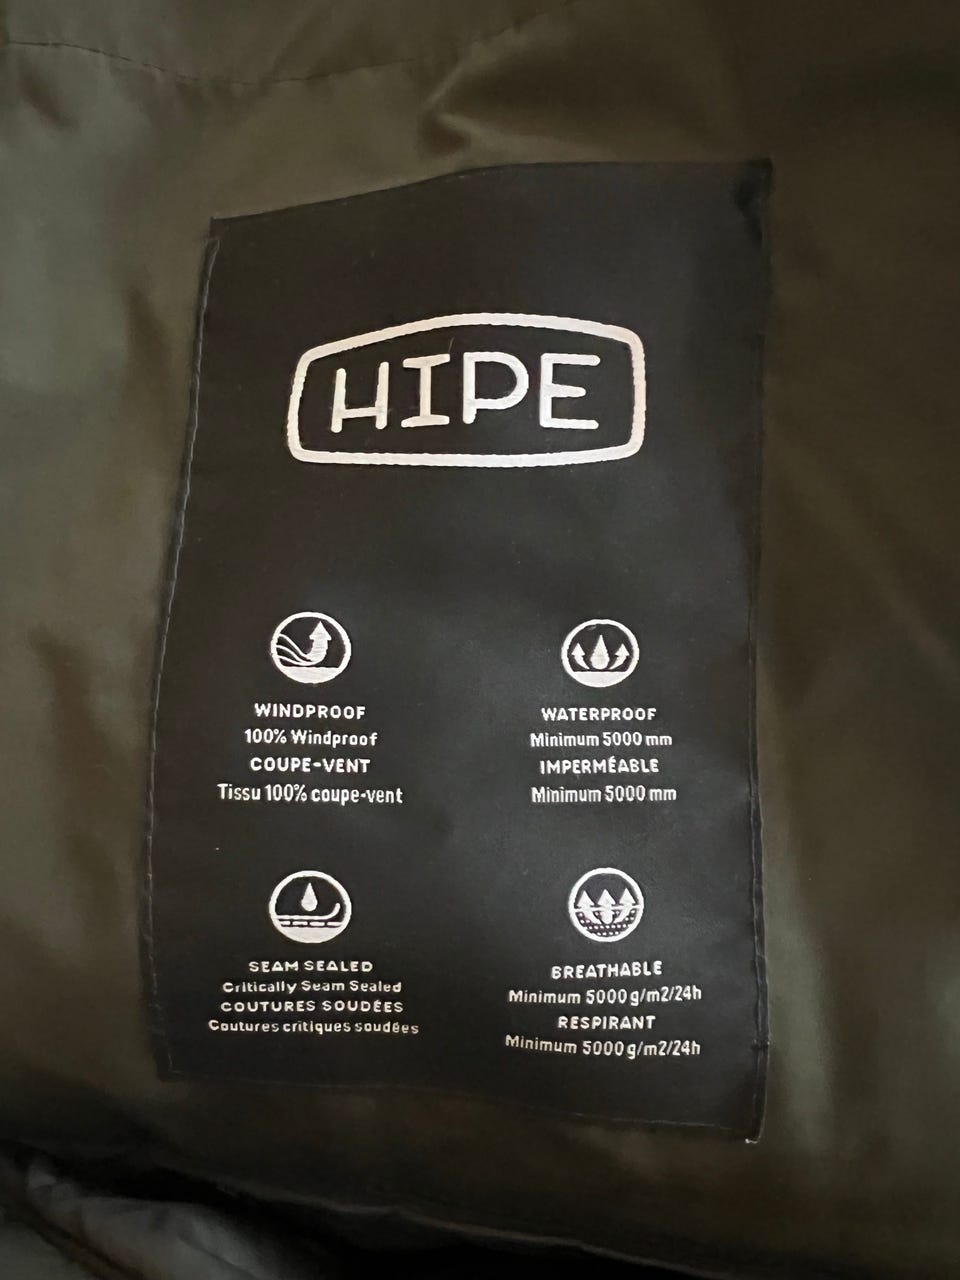 HIPE
WINDPROOF
100% Windproof
COUPE-VENT
Tissu 100% coupe-vent
WATERPROOF
Minimum 5000 mm
IMPERMÉABLE
Minimum 5000 mm
SEAM SEALED
Critically Seam Sealed
COUTURES SOUDÉES
Coutures critiques soudées
BREATHABLE
Minimum 5000 g/m2/24h
RESPIRANT
Minimum 5000 g/m2/24h